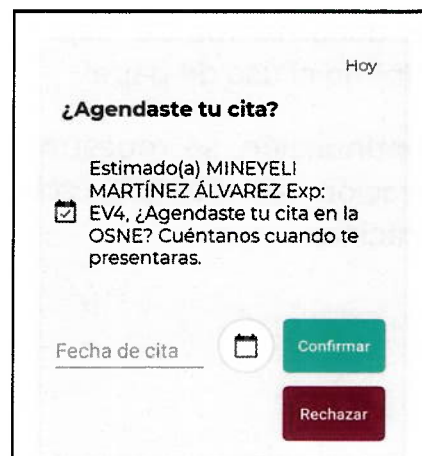 Hoy
¿Agendaste tu cita?
Estimado(a) MINEYELI
MARTÍNEZ ÁLVAREZ Exp:
EV4, ¿Agendaste tu cita en la
OSNE? Cuéntanos cuando te
presentaras.
Fecha de cita
Confirmar
Rechazar